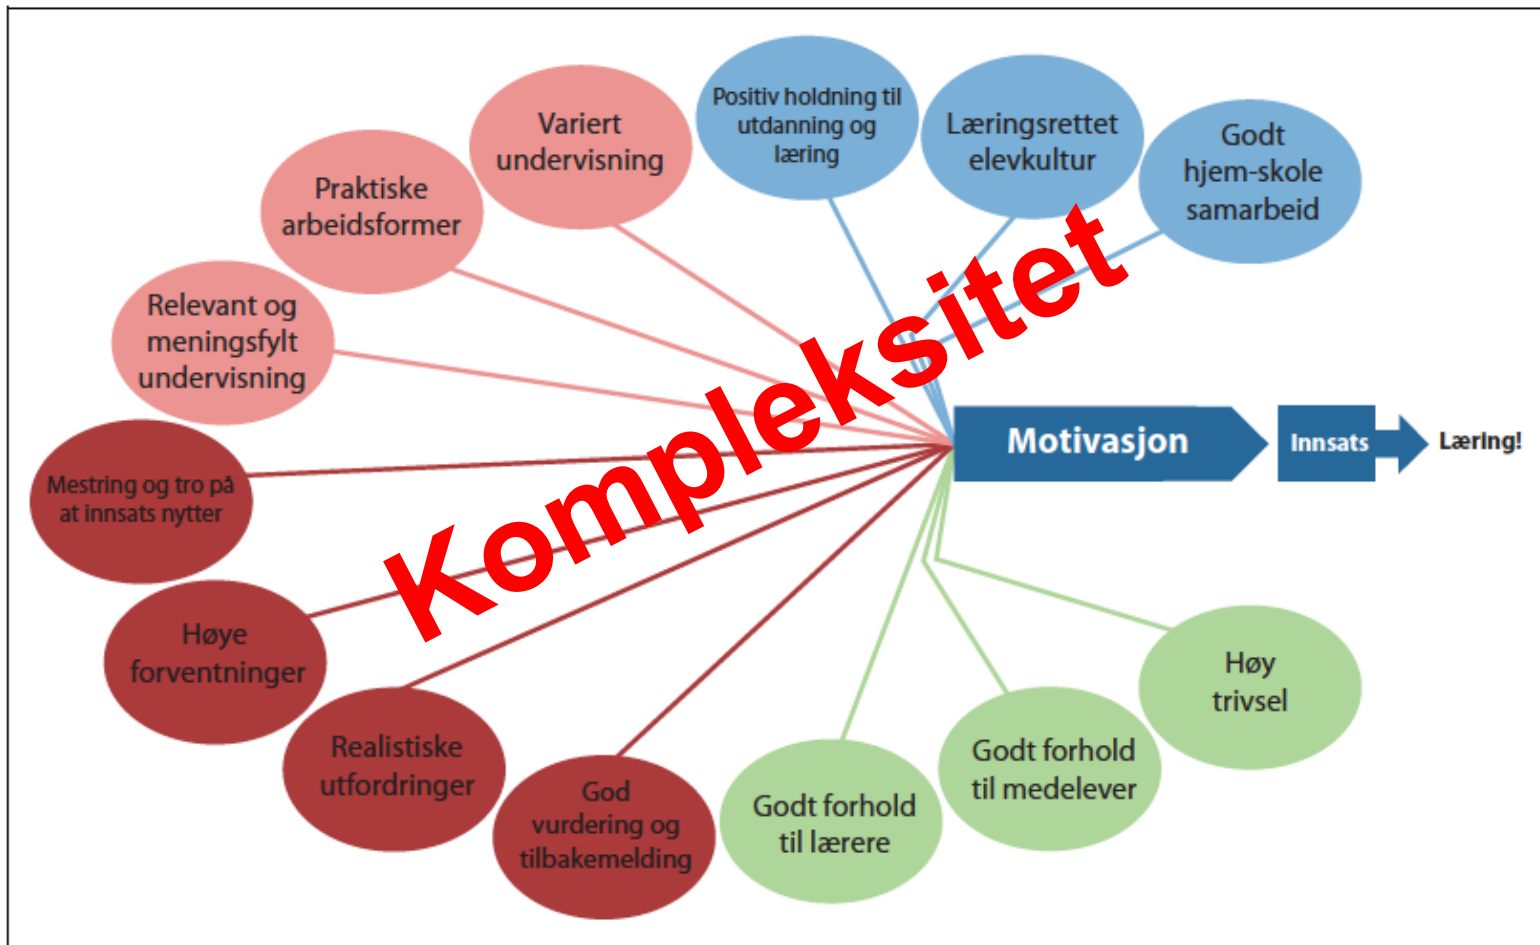 Positiv holdning til
utdanning og
læring
Læringsrettet
elevkultur
Godt
hjem-skole
samarbeid
Variert
undervisning
Praktiske
arbeidsformer
Relevant og
meningsfylt
undervisning
Mestring og tro på
at innsats nytter
Høye
forventninger
Realistiske
utfordringer
God
vurdering og
tilbakemelding
Godt forhold
til lærere
Godt forhold
til medelever
Høy
trivsel
Kompleksitet
Motivasjon
Innsats
Læring!